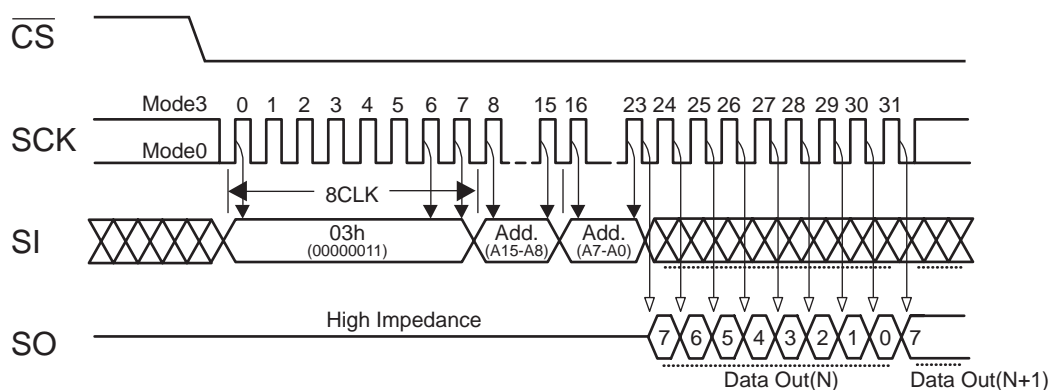 CS
Mode3 0 1 2 3 4 5 6 7 8 15 16 23 24 25 26 27 28 29 30 31
SCK
Mode0
8CLK
SI
03h
(00000011)
Add.
(A15-A8)
Add.
(A7-A0)
High Impedance
SO
7 6 5 4 3 2 1 0 7
Data Out(N) Data Out(N+1)